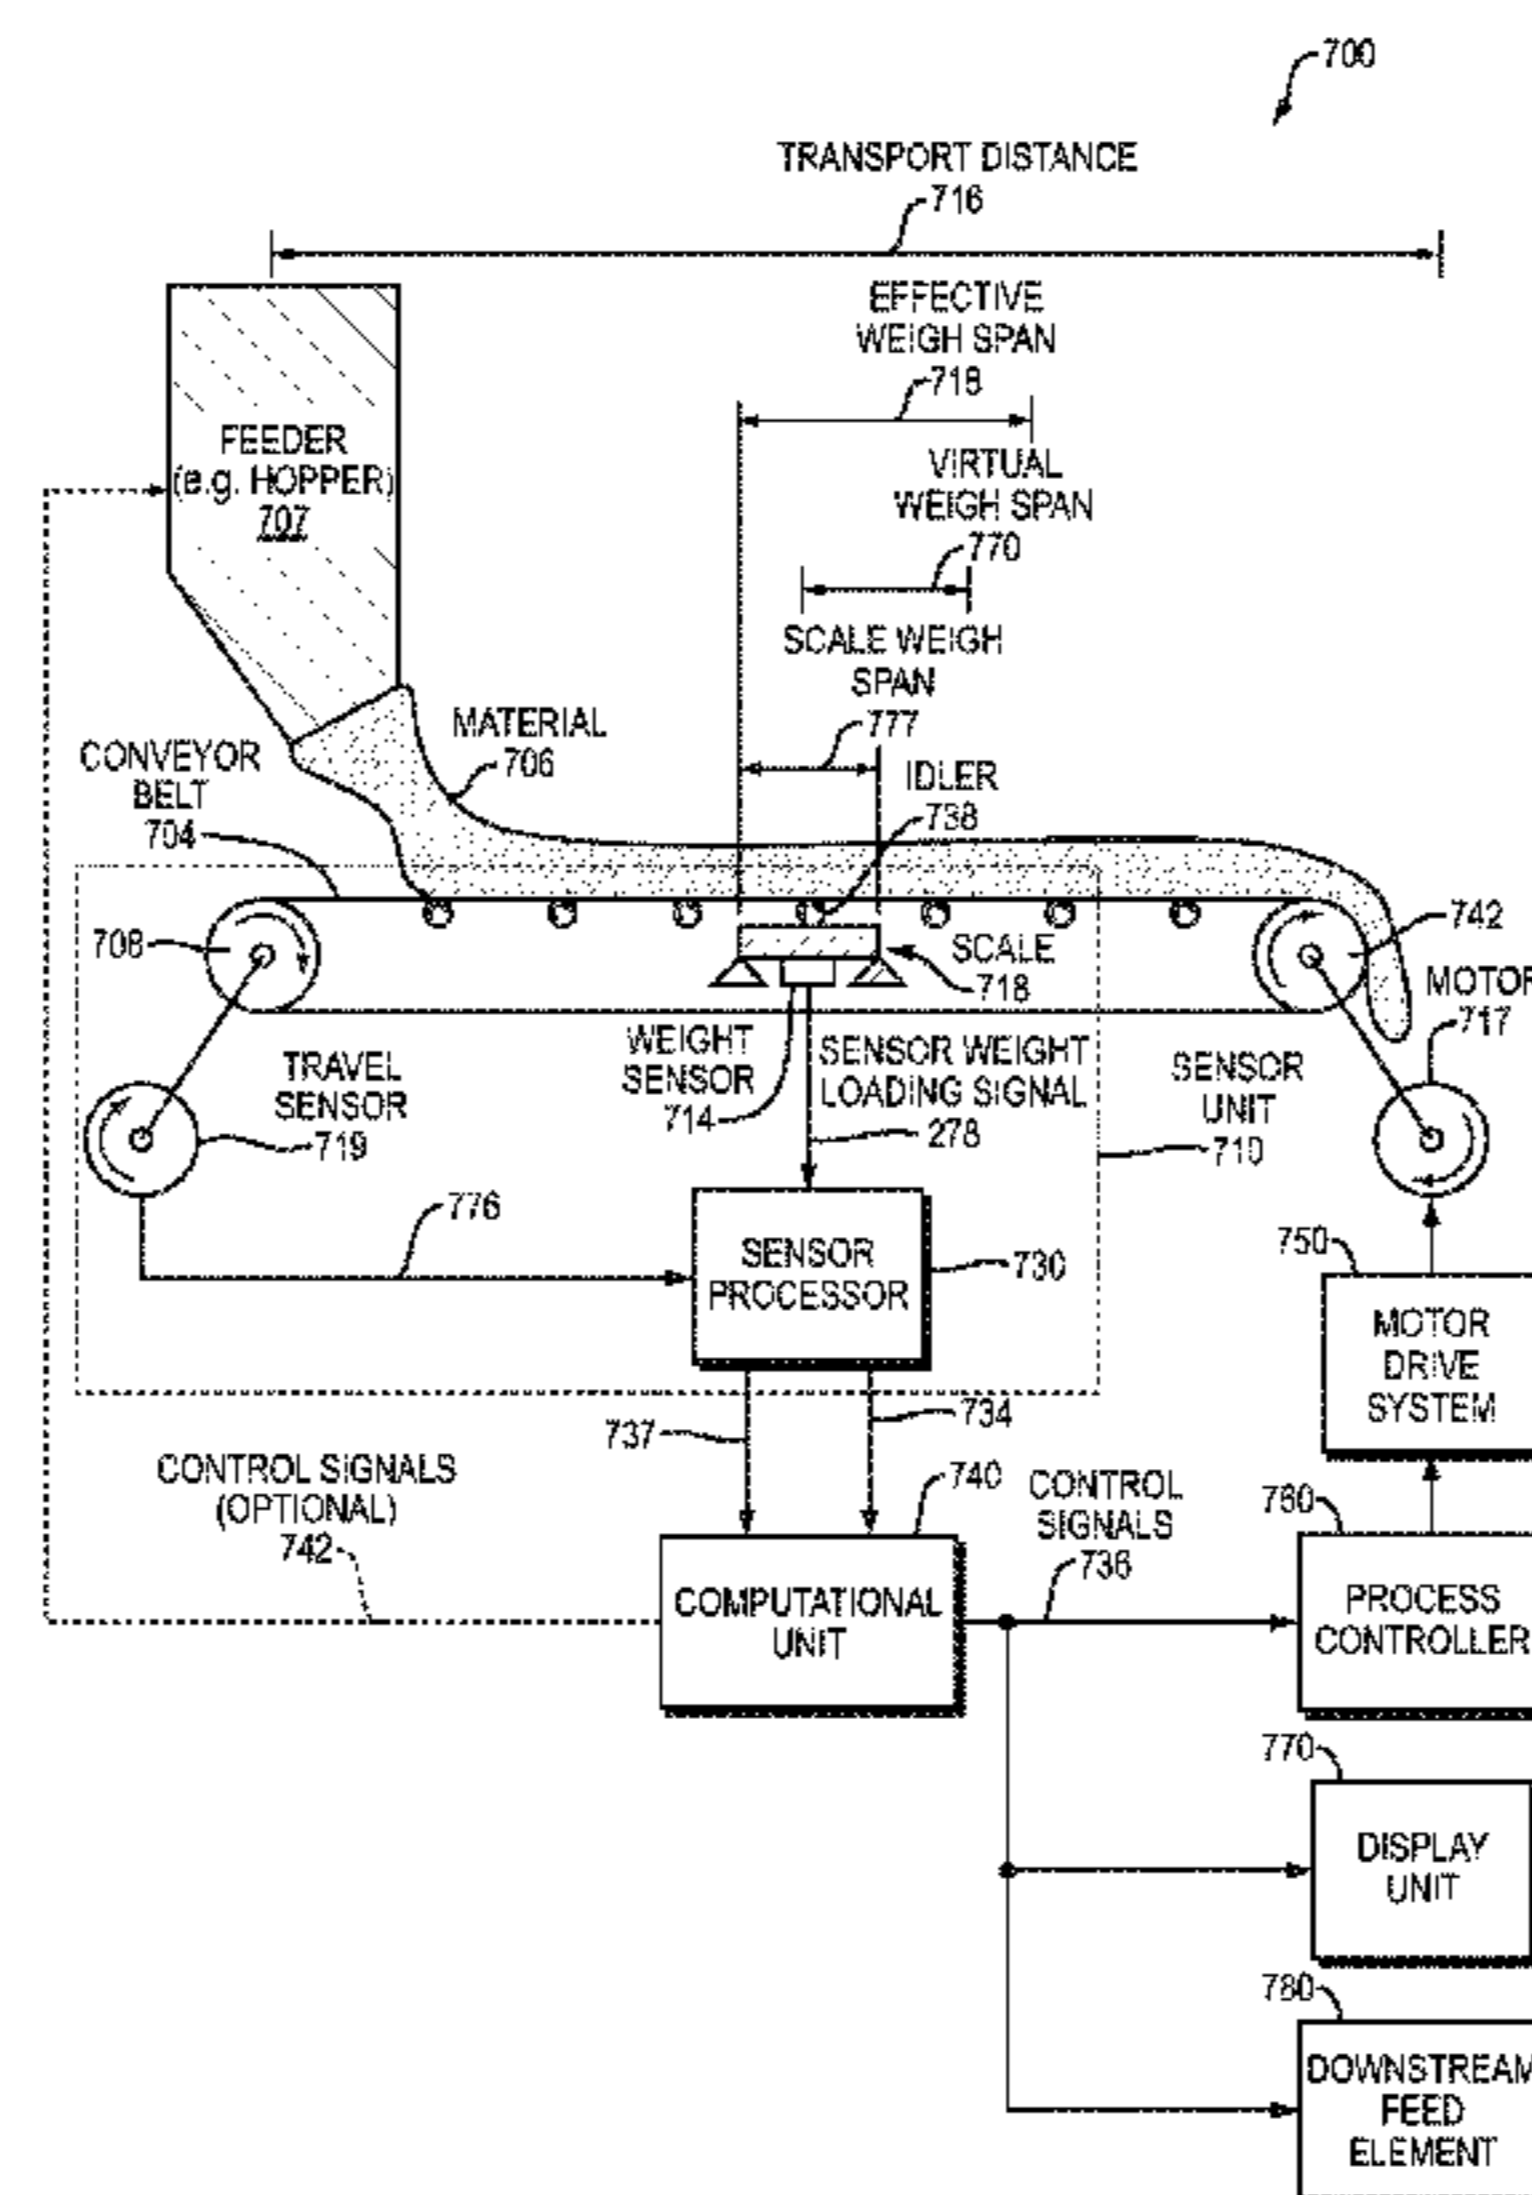 700
TRANSPORT DISTANCE
716
EFFECTIVE
WEIGH SPAN
718
FEEDER
(e.g. HOPPER)
707
VIRTUAL
WEIGH SPAN
770
SCALE WEIGH
SPAN
777
MATERIAL
706
CONVEYOR
BELT
704
IDLER
738
708
742
SCALE
718
MOTOR
717
WEIGHT
SENSOR
714
SENSOR WEIGHT
LOADING SIGNAL
278
TRAVEL
SENSOR
719
SENSOR
UNIT
710
776
SENSOR
PROCESSOR
730
750
MOTOR
DRIVE
SYSTEM
737
734
CONTROL SIGNALS
(OPTIONAL)
742
740
CONTROL
SIGNALS
736
COMPUTATIONAL
UNIT
760
PROCESS
CONTROLLER
770
DISPLAY
UNIT
780
DOWNSTREAM
FEED
ELEMENT